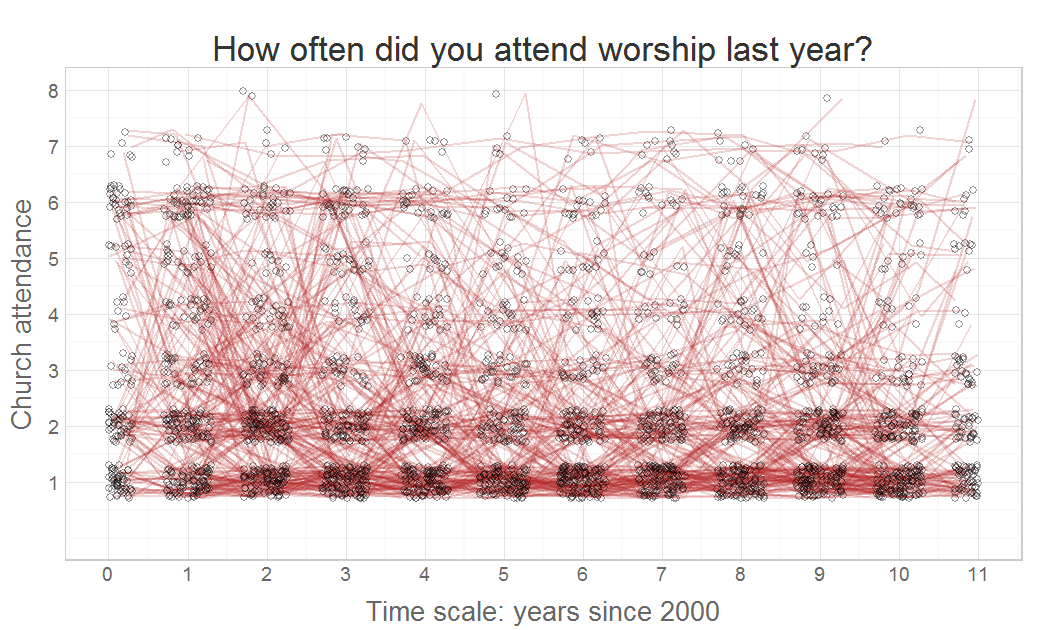 How often did you attend worship last year?
Church attendance
8
7
6
5
4
3
2
1
0 1 2 3 4 5 6 7 8 9 10 11
Time scale: years since 2000